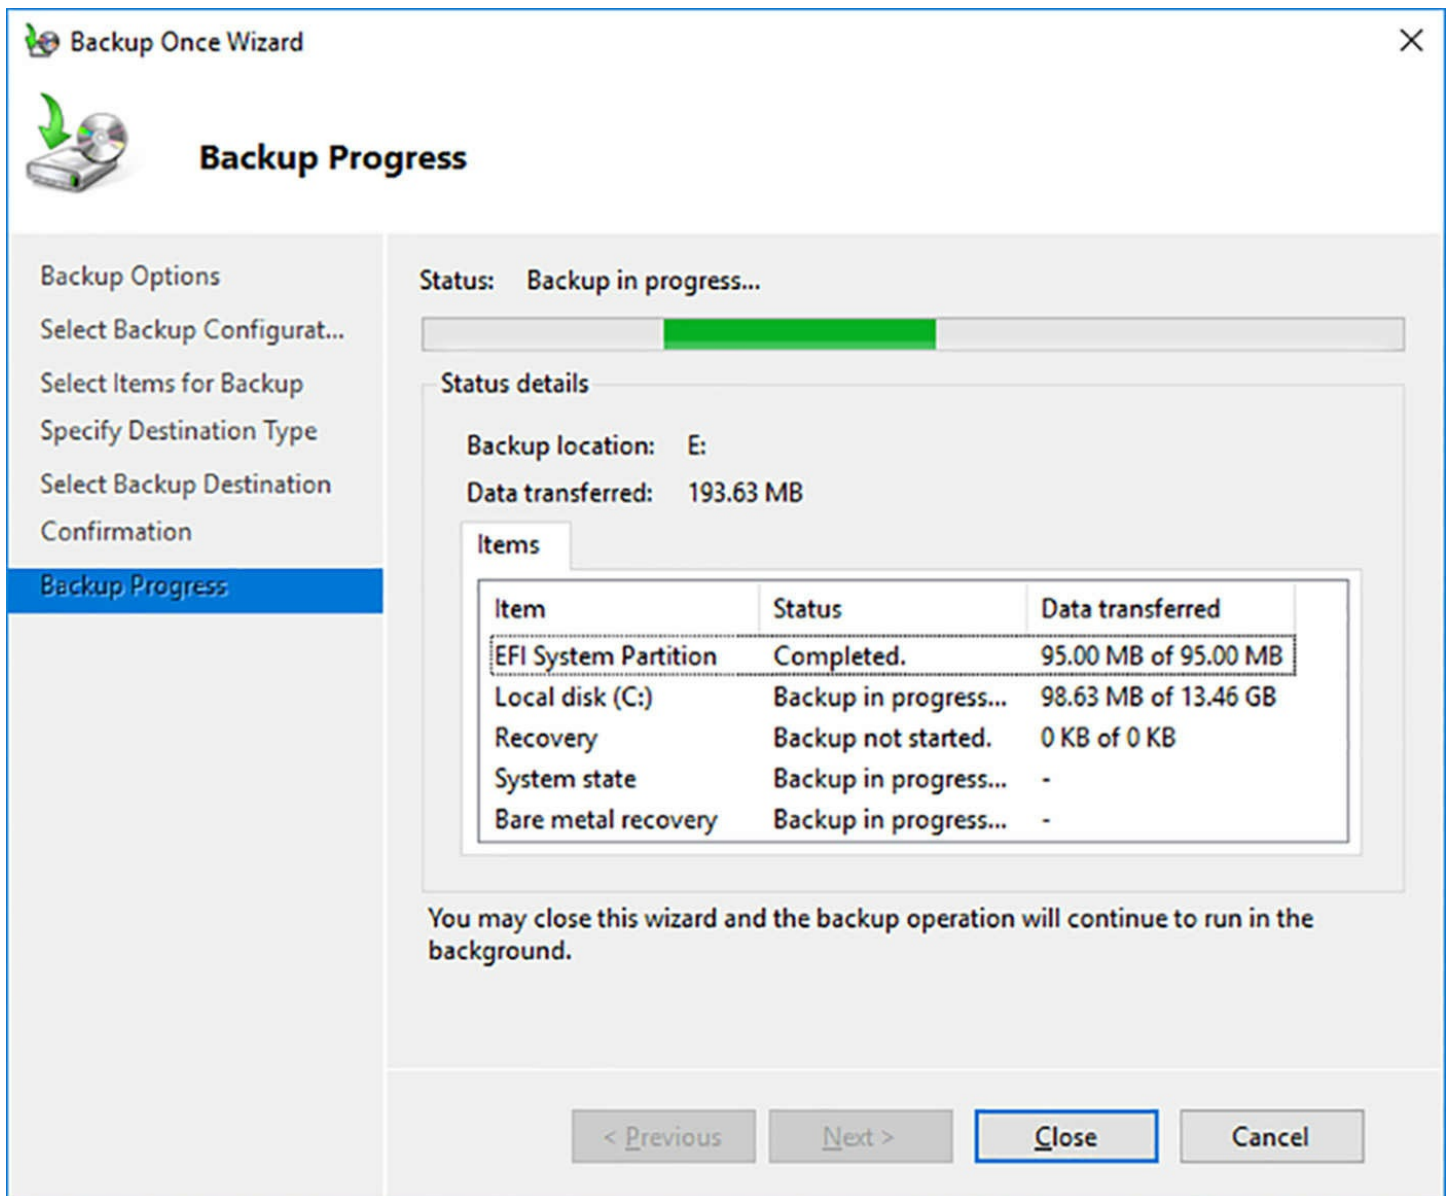 Backup Once Wizard
Backup Progress
Backup Options
Select Backup Configurat...
Select Items for Backup
Specify Destination Type
Select Backup Destination
Confirmation
Backup Progress
Status: Backup in progress...
Status details
Backup location: E:
Data transferred: 193.63 MB
Items
Item Status Data transferred
EFI System Partition Completed. 95.00 MB of 95.00 MB
Local disk (C:) Backup in progress... 98.63 MB of 13.46 GB
Recovery Backup not started. 0 KB of 0 KB
System state Backup in progress... -
Bare metal recovery Backup in progress... -
You may close this wizard and the backup operation will continue to run in the
background.
< Previous Next > Close Cancel